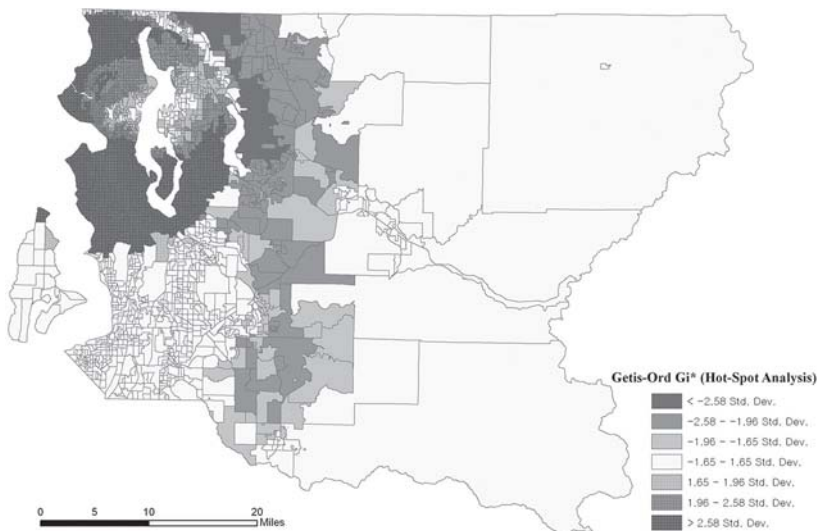 Getis-Ord Gi* (Hot-Spot Analysis)
< -2.58 Std. Dev.
-2.58 - -1.96 Std. Dev.
-1.96 - -1.65 Std. Dev.
-1.65 - 1.65 Std. Dev.
1.65 - 1.96 Std. Dev.
1.96 - 2.58 Std. Dev.
> 2.58 Std. Dev.
0 5 10 20
Miles